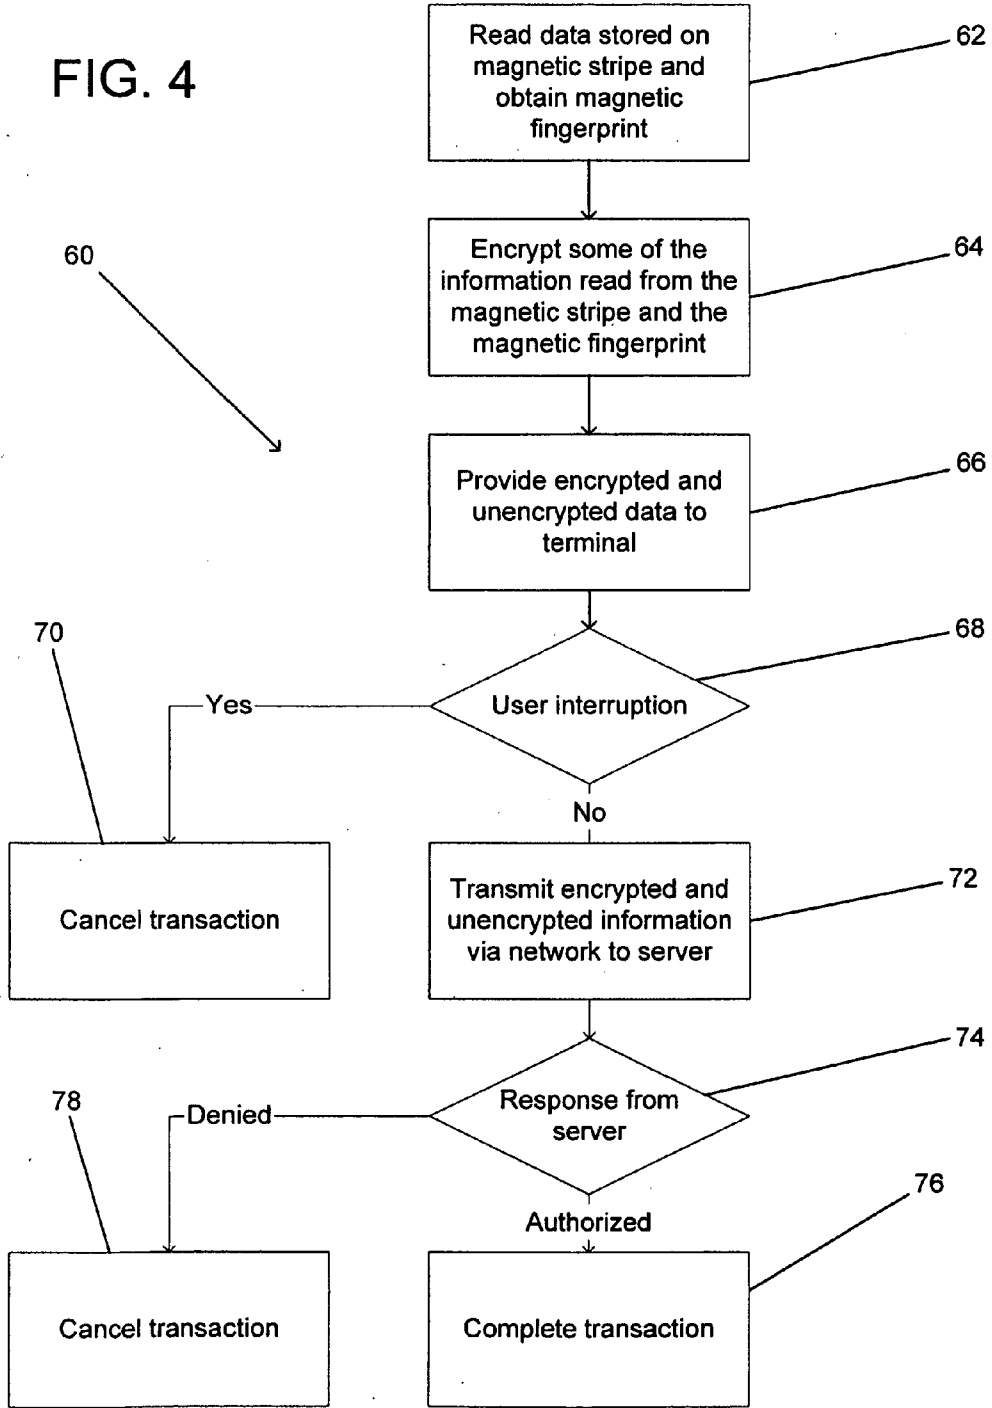 FIG. 4
Read data stored on
magnetic stripe and
obtain magnetic
fingerprint
62
60
Encrypt some of the
information read from the
magnetic stripe and the
magnetic fingerprint
64
Provide encrypted and
unencrypted data to
terminal
66
70
68
Yes
User interruption
No
Cancel transaction
Transmit encrypted and
unencrypted information
via network to server
72
74
78
Denied
Response from
server
76
Authorized
Cancel transaction
Complete transaction